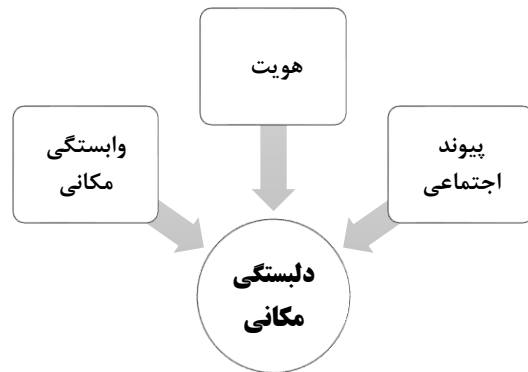 هویت
پیوند
اجتماعی
وابستگی
مکانی
دلبستگی
مکانی